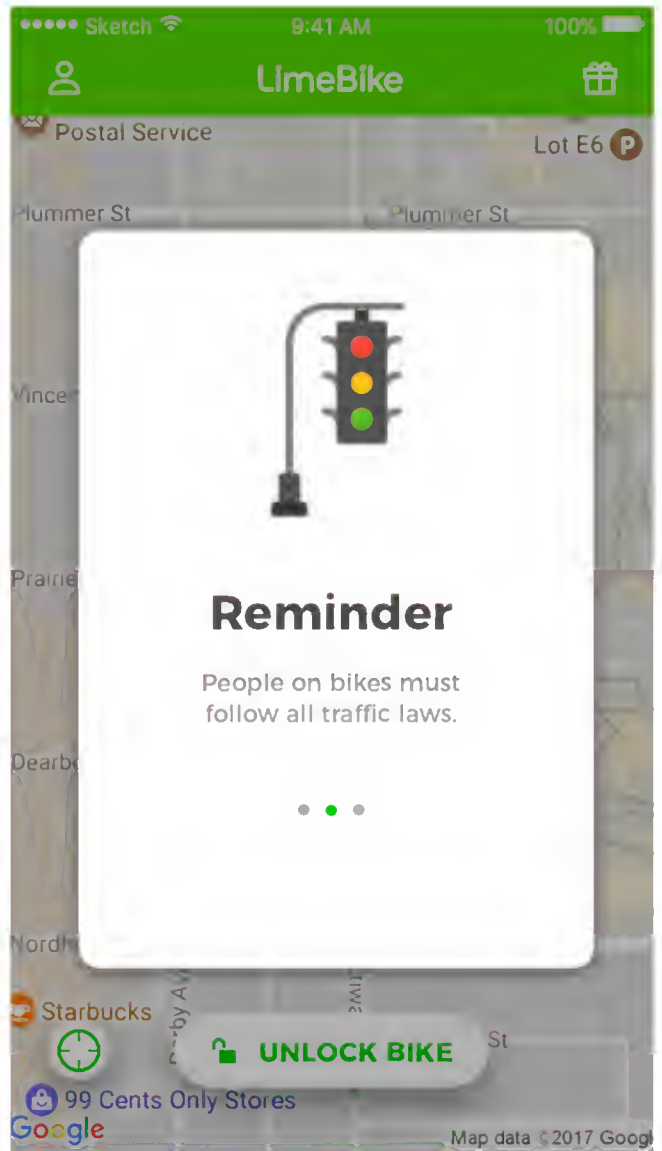 Sketch 9:41 AM 100%
LimeBike
Postal Service
Lot E6 P
Plummer St Plummer St
Reminder
People on bikes must
follow all traffic laws.
Starbucks
UNLOCK BIKE
St
99 Cents Only Stores
Google
Map data ©2017 Googl